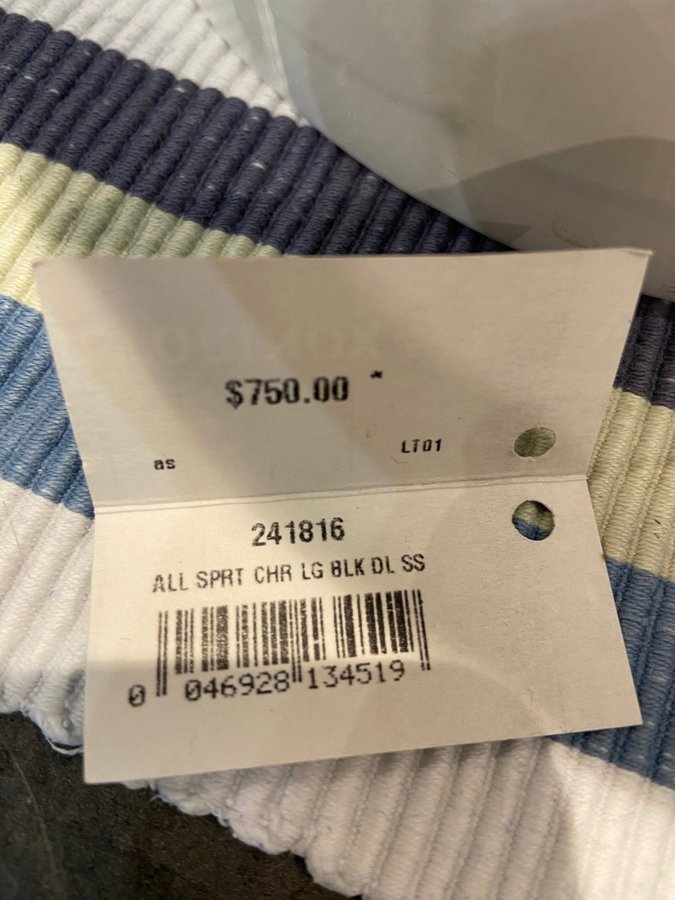 $750.00 *
as LT01
241816
ALL SPRT CHR LG BLK DL SS
0 046928 134519